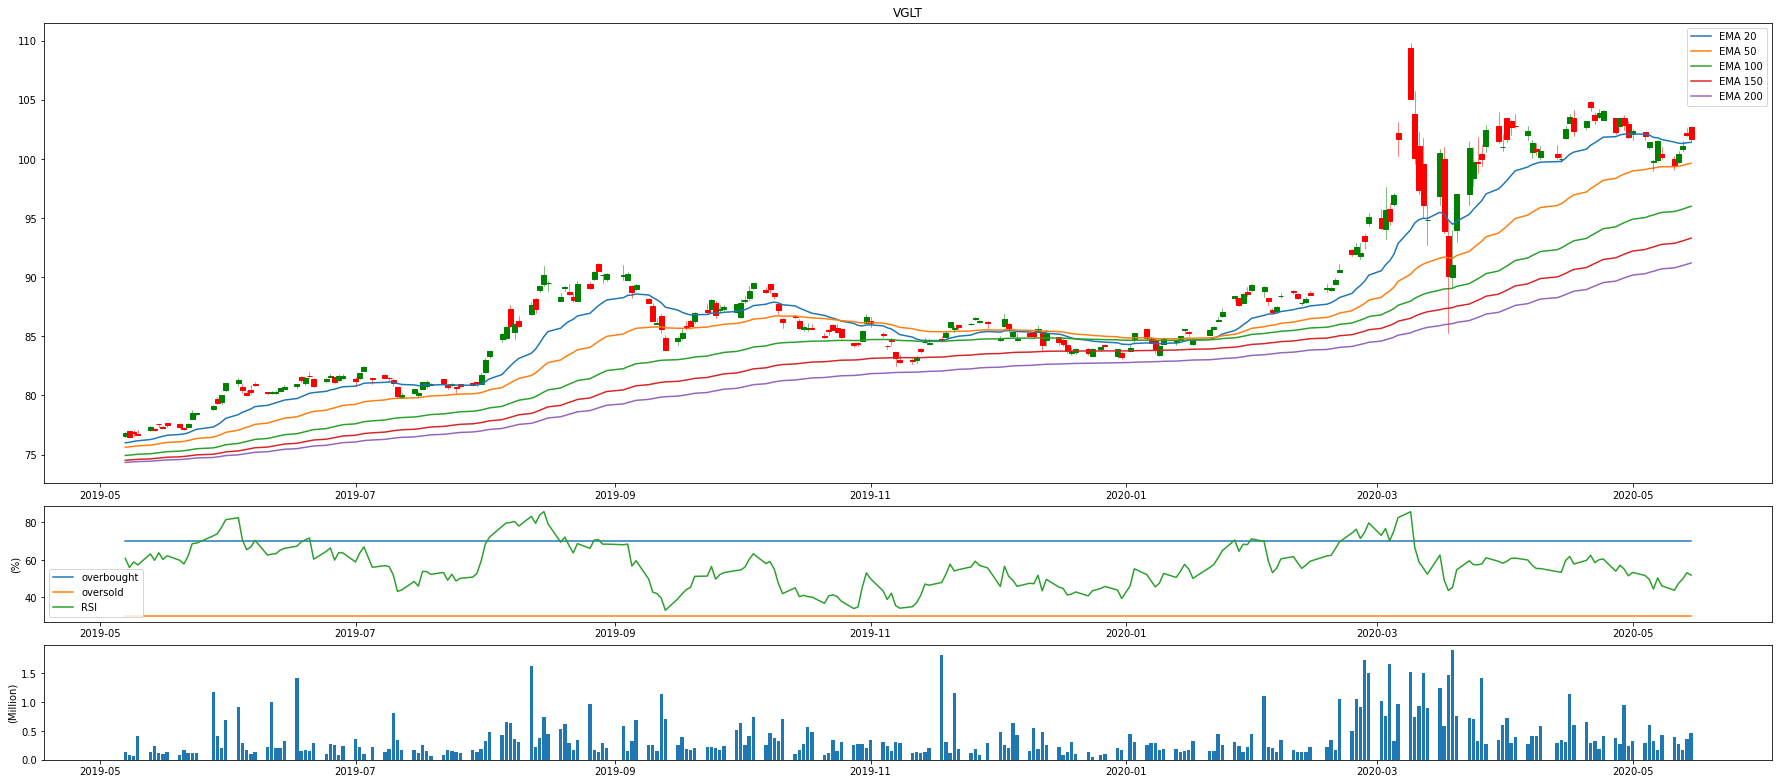 VGLT
110
105
100
95
90
85
80
75
EMA 20
EMA 50
EMA 100
EMA 150
EMA 200
2019-05 2019-07 2019-09 2019-11 2020-01 2020-03 2020-05
(%)
80
60
40
overbought
oversold
RSI
2019-05 2019-07 2019-09 2019-11 2020-01 2020-03 2020-05
(Million)
1.5
1.0
0.5
0.0
2019-05 2019-07 2019-09 2019-11 2020-01 2020-03 2020-05